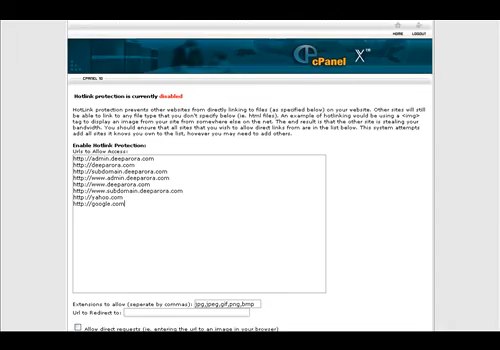 HOME LOGOUT
cPanel X™
CPANEL 10
Hotlink protection is currently disabled
HotLink protection prevents other websites from directly linking to files (as specified below) on your website. Other sites will still
be able to link to any file type that you don't specify below (ie. html files). An example of hotlinking would be using a <img>
tag to display an image from your site from somewhere else on the net. The end result is that the other site is stealing your
bandwidth. You should ensure that all sites that you wish to allow direct links from are in the list below. This system attempts
add all sites it knows you own to the list, however you may need to add others.
Enable Hotlink Protection:
Urls to Allow Access:
http://admin.deeparora.com
http://deeparora.com
http://subdomain.deeparora.com
http://www.admin.deeparora.com
http://www.deeparora.com
http://www.subdomain.deeparora.com
http://yahoo.com
http://google.com
Extensions to allow (seperate by commas): jpg,jpeg,gif,png,bmp
Url to Redirect to:
Allow direct requests (ie. entering the url to an image in your browser)